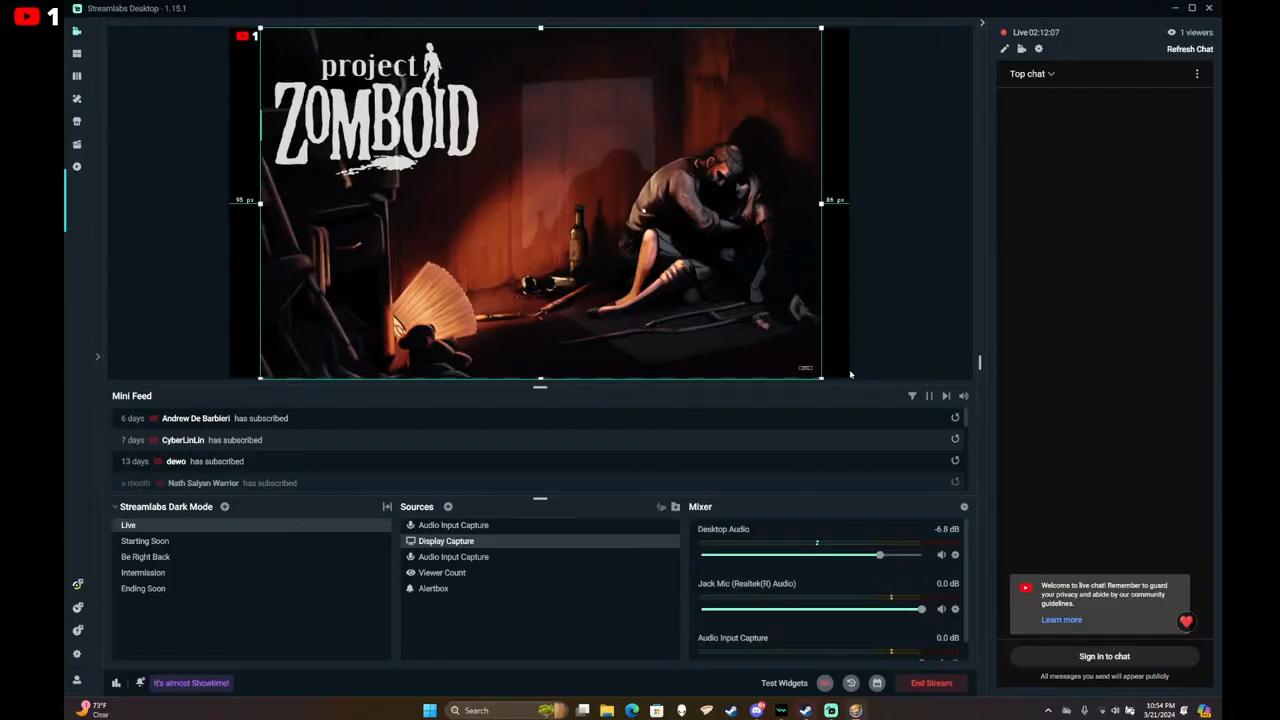 1
Streamlabs Desktop - 1.15.1
1
project
ZOMBOID
95 px
86 px
Live 02:12:07
1 viewers
Refresh Chat
Top chat
Mini Feed
6 days Andrew De Barbieri has subscribed
7 days CyberLinLin has subscribed
13 days dewo has subscribed
a month Nath Saiyan Warrior has subscribed
Streamlabs Dark Mode
Live
Starting Soon
Be Right Back
Intermission
Ending Soon
Sources
Audio Input Capture
Display Capture
Audio Input Capture
Viewer Count
Alertbox
Mixer
Desktop Audio -6.8 dB
Jack Mic (Realtek(R) Audio) 0.0 dB
Audio Input Capture 0.0 dB
Welcome to live chat! Remember to guard
your privacy and abide by our community
guidelines.
Learn more
Sign in to chat
All messages you send will appear publicly
It's almost Showtime!
Test Widgets
End Stream
73°F
Clear
Search
10:54 PM
3/21/2024